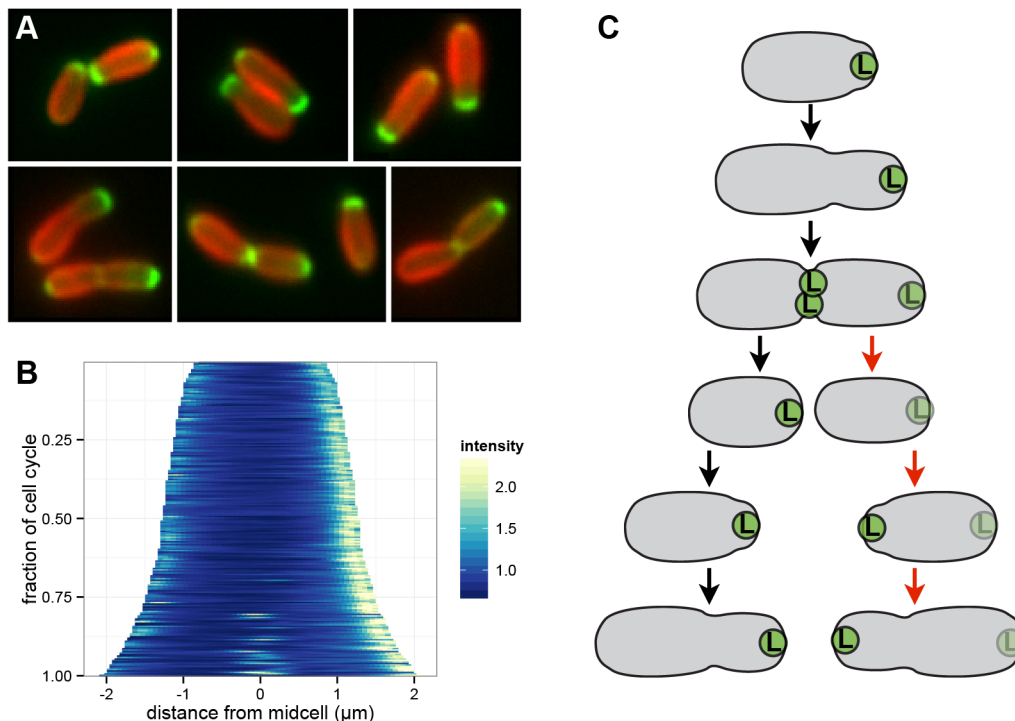 A
B
0.25
0.50
0.75
1.00
fraction of cell cycle
-2
-1
0
1
2
distance from midcell (µm)
intensity
2.0
1.5
1.0
C
L
L
L
L
L
L
L
L
L
L
L
L